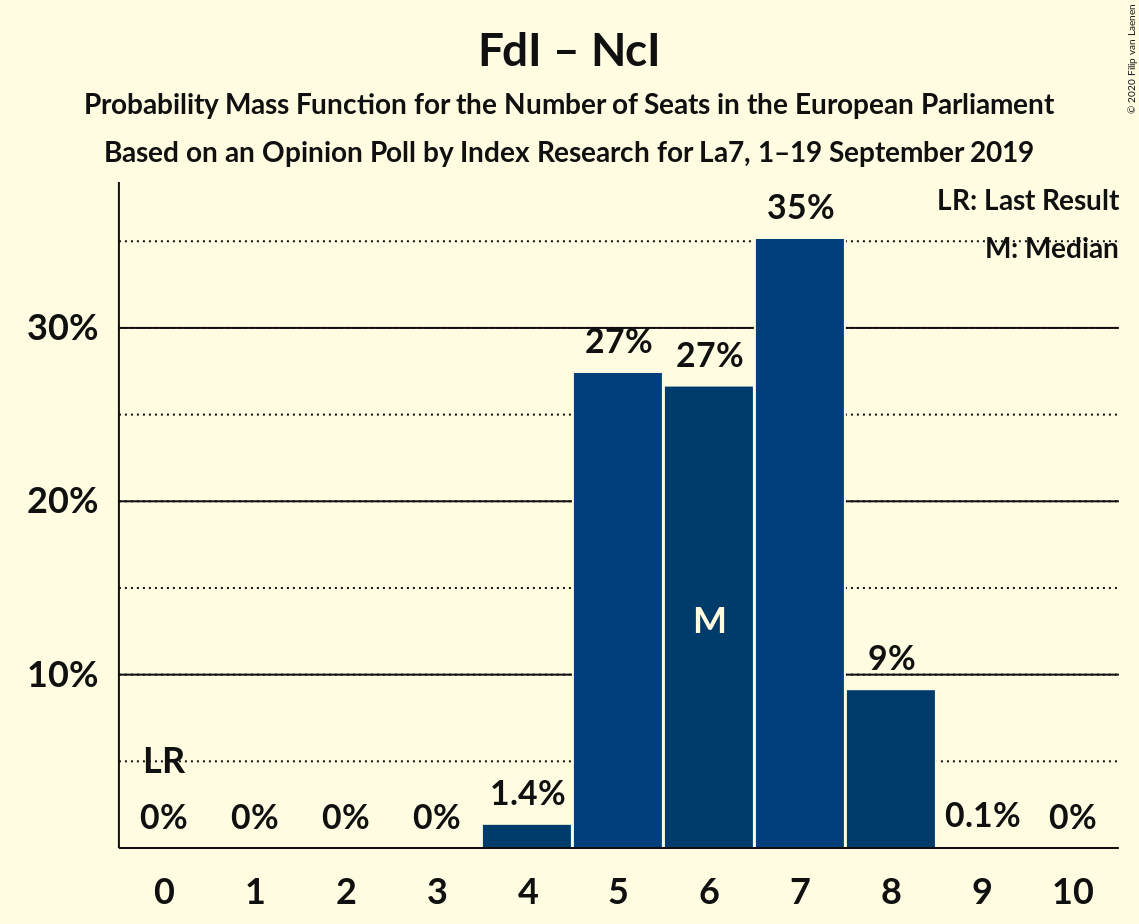 FdI – NcI
Probability Mass Function for the Number of Seats in the European Parliament
Based on an Opinion Poll by Index Research for La7, 1–19 September 2019
© 2020 Filip van Laenen
LR: Last Result
M: Median
35%
30%
27%
27%
20%
M
10%
9%
LR
1.4%
0%
0%
0%
0%
0.1%
0%
0 1 2 3 4 5 6 7 8 9 10